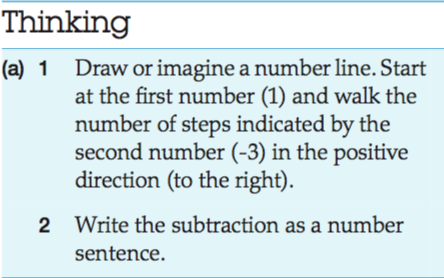 Thinking
(a) 1 Draw or imagine a number line. Start
at the first number (1) and walk the
number of steps indicated by the
second number (-3) in the positive
direction (to the right).
2 Write the subtraction as a number
sentence.